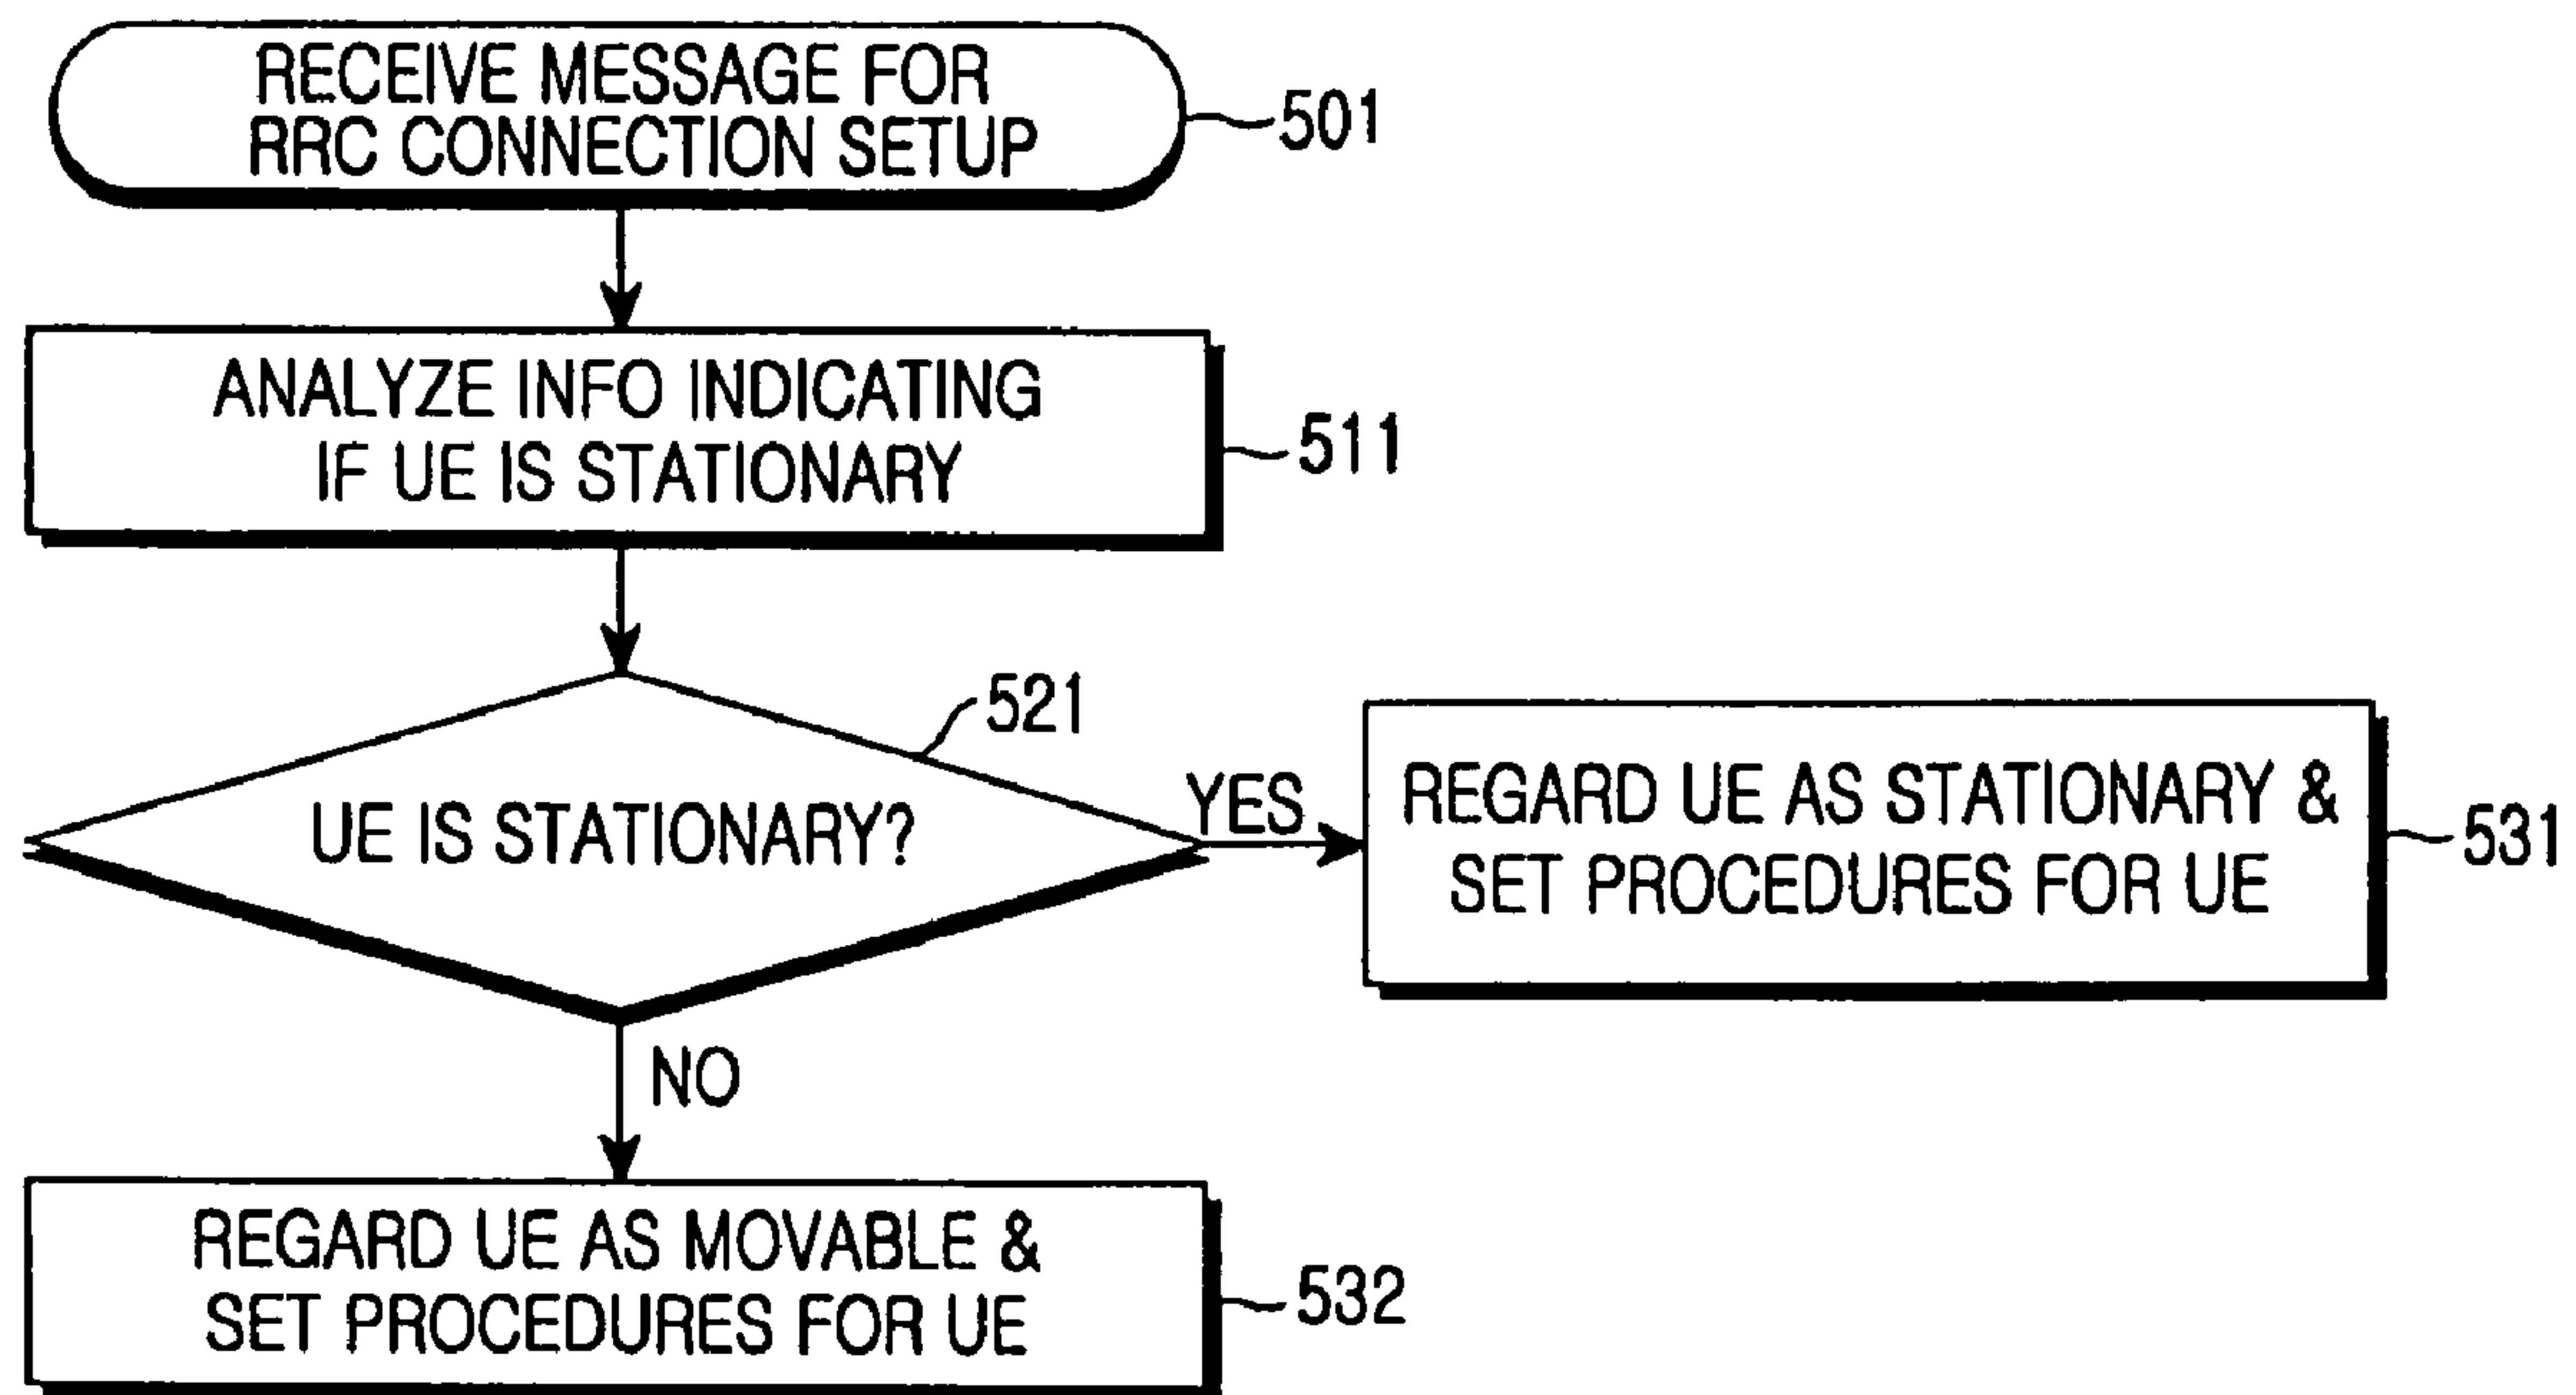 RECEIVE MESSAGE FOR
RRC CONNECTION SETUP
501
ANALYZE INFO INDICATING
IF UE IS STATIONARY
511
521
UE IS STATIONARY?
YES
REGARD UE AS STATIONARY &
SET PROCEDURES FOR UE
531
NO
REGARD UE AS MOVABLE &
SET PROCEDURES FOR UE
532